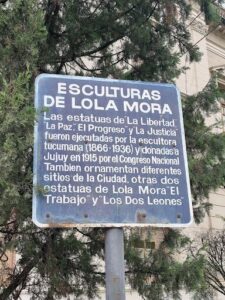 ESCULTURAS
DE LOLA MORA
Las estatuas de "La Libertad,"
"La Paz", "El Progreso" y "La Justicia"
fueron ejecutadas por la escultora
tucumana (1866-1936) y donadas a
Jujuy en 1915 por el Congreso Nacional
Tambien ornamentan diferentes
sitios de la Ciudad, otras dos
estatuas de Lola Mora "El
Trabajo" y "Los Dos Leones"